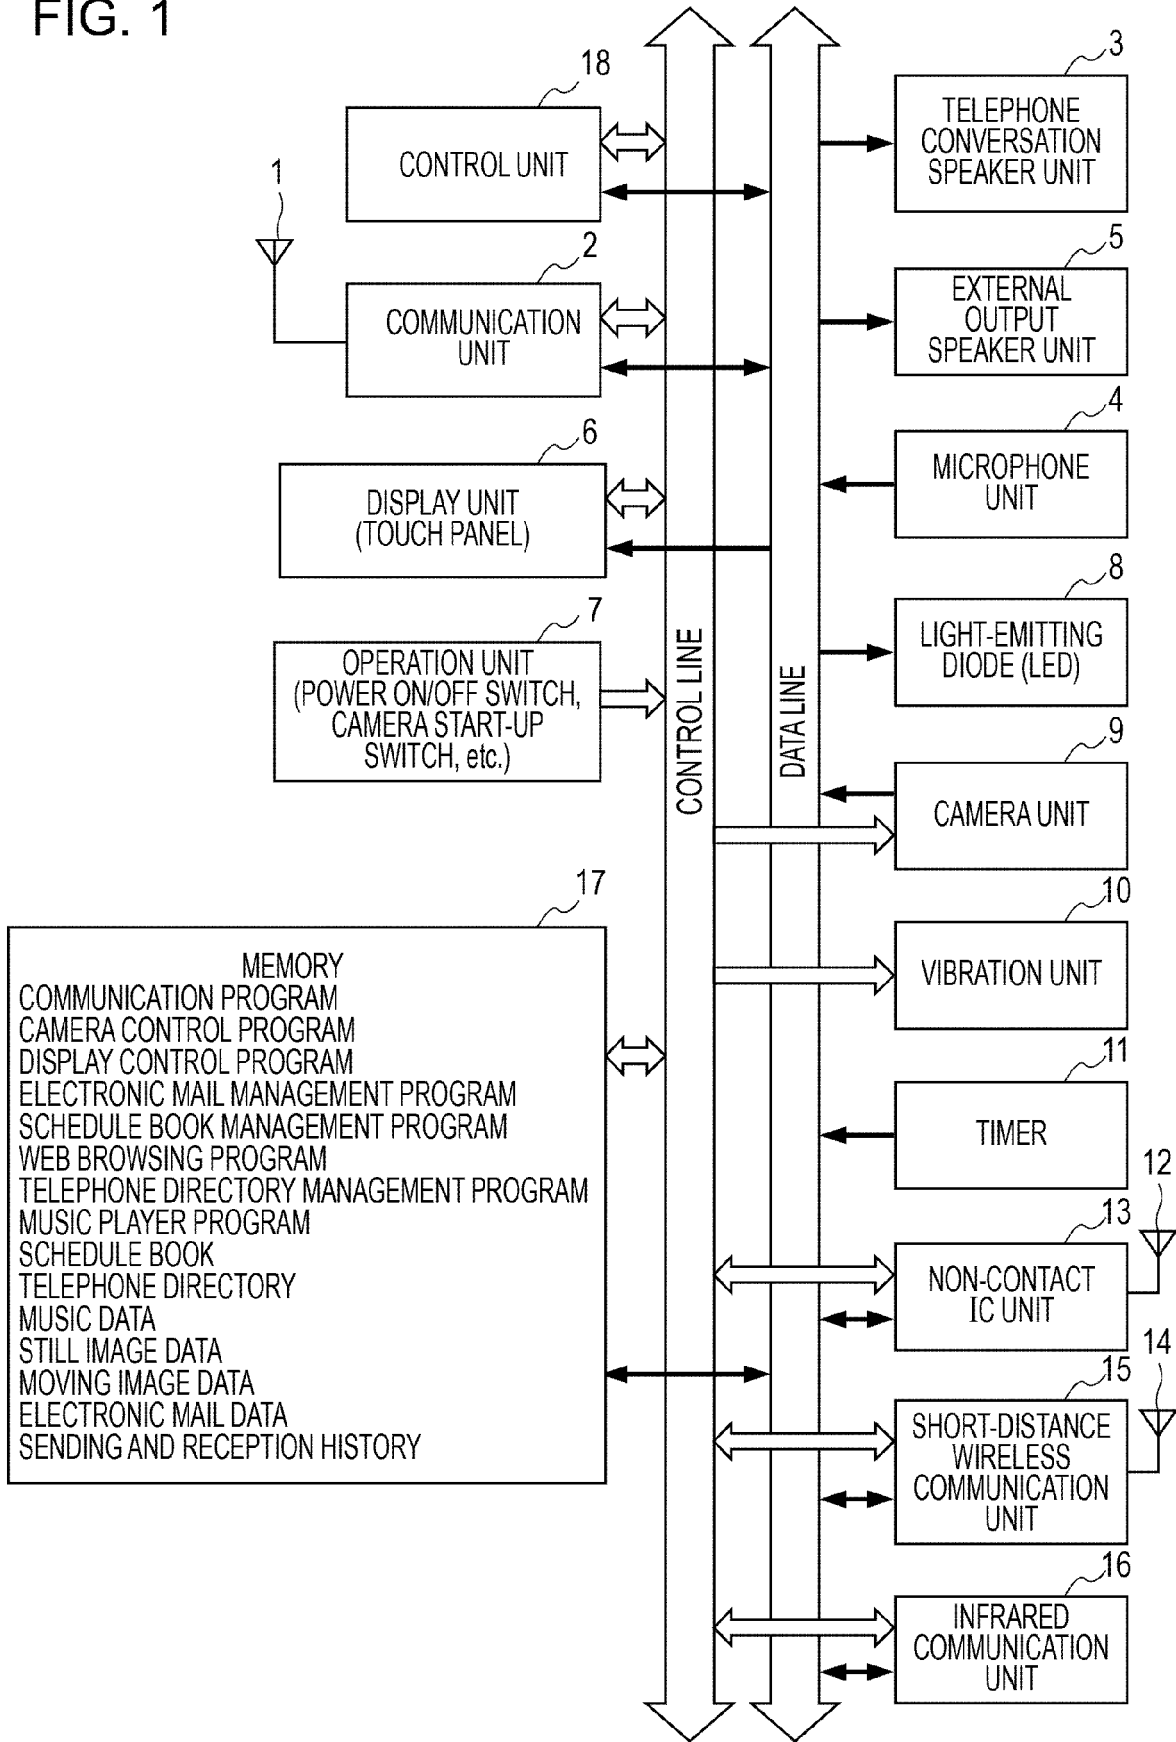 FIG. 1
18
CONTROL UNIT
1
2
COMMUNICATION
UNIT
6
DISPLAY UNIT
(TOUCH PANEL)
7
OPERATION UNIT
(POWER ON/OFF SWITCH,
CAMERA START-UP
SWITCH, etc.)
17
MEMORY
COMMUNICATION PROGRAM
CAMERA CONTROL PROGRAM
DISPLAY CONTROL PROGRAM
ELECTRONIC MAIL MANAGEMENT PROGRAM
SCHEDULE BOOK MANAGEMENT PROGRAM
WEB BROWSING PROGRAM
TELEPHONE DIRECTORY MANAGEMENT PROGRAM
MUSIC PLAYER PROGRAM
SCHEDULE BOOK
TELEPHONE DIRECTORY
MUSIC DATA
STILL IMAGE DATA
MOVING IMAGE DATA
ELECTRONIC MAIL DATA
SENDING AND RECEPTION HISTORY
CONTROL LINE
DATA LINE
3
TELEPHONE
CONVERSATION
SPEAKER UNIT
5
EXTERNAL
OUTPUT
SPEAKER UNIT
4
MICROPHONE
UNIT
8
LIGHT-EMITTING
DIODE (LED)
9
CAMERA UNIT
10
VIBRATION UNIT
11
TIMER
12
13
NON-CONTACT
IC UNIT
14
15
SHORT-DISTANCE
WIRELESS
COMMUNICATION
UNIT
16
INFRARED
COMMUNICATION
UNIT